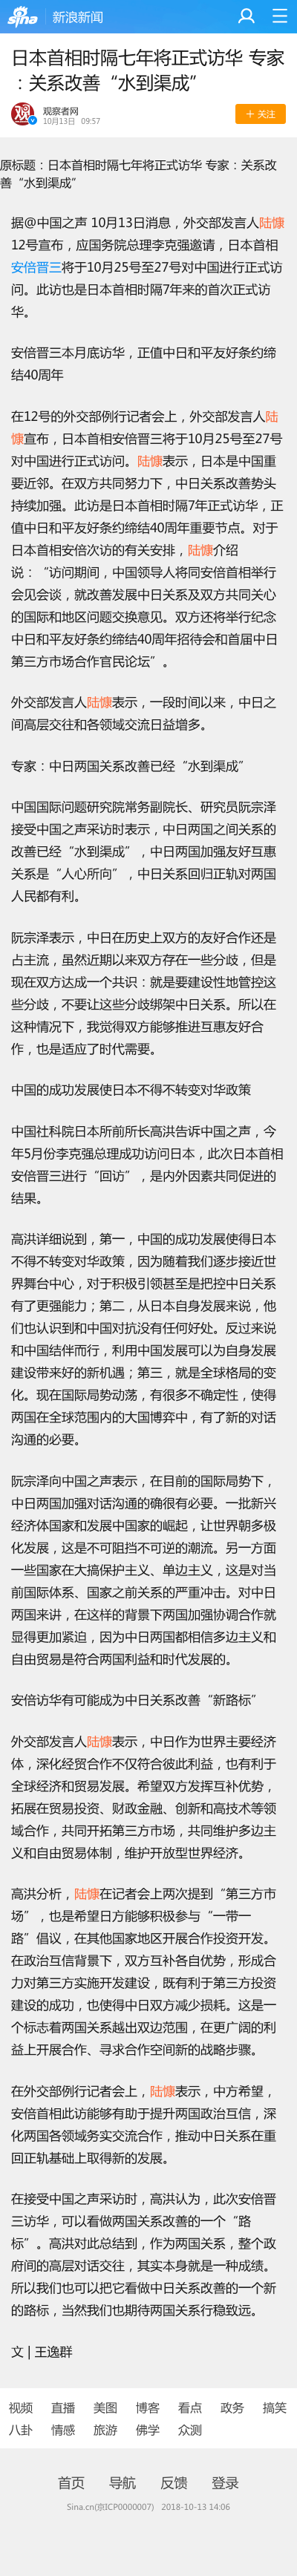 sina 新浪新闻
日本首相时隔七年将正式访华 专家
：关系改善“水到渠成”
观察者网
10月13日 09:57
＋ 关注
原标题：日本首相时隔七年将正式访华 专家：关系改
善“水到渠成”
据@中国之声 10月13日消息，外交部发言人陆慷
12号宣布，应国务院总理李克强邀请，日本首相
安倍晋三将于10月25号至27号对中国进行正式访
问。此访也是日本首相时隔7年来的首次正式访
华。
安倍晋三本月底访华，正值中日和平友好条约缔
结40周年
在12号的外交部例行记者会上，外交部发言人陆
慷宣布，日本首相安倍晋三将于10月25号至27号
对中国进行正式访问。陆慷表示，日本是中国重
要近邻。在双方共同努力下，中日关系改善势头
持续加强。此访是日本首相时隔7年正式访华，正
值中日和平友好条约缔结40周年重要节点。对于
日本首相安倍次访的有关安排，陆慷介绍
说：“访问期间，中国领导人将同安倍首相举行
会见会谈，就改善发展中日关系及双方共同关心
的国际和地区问题交换意见。双方还将举行纪念
中日和平友好条约缔结40周年招待会和首届中日
第三方市场合作官民论坛”。
外交部发言人陆慷表示，一段时间以来，中日之
间高层交往和各领域交流日益增多。
专家：中日两国关系改善已经“水到渠成”
中国国际问题研究院常务副院长、研究员阮宗泽
接受中国之声采访时表示，中日两国之间关系的
改善已经“水到渠成”，中日两国加强友好互惠
关系是“人心所向”，中日关系回归正轨对两国
人民都有利。
阮宗泽表示，中日在历史上双方的友好合作还是
占主流，虽然近期以来双方存在一些分歧，但是
现在双方达成一个共识：就是要建设性地管控这
些分歧，不要让这些分歧绑架中日关系。所以在
这种情况下，我觉得双方能够推进互惠友好合
作，也是适应了时代需要。
中国的成功发展使日本不得不转变对华政策
中国社科院日本所前所长高洪告诉中国之声，今
年5月份李克强总理成功访问日本，此次日本首相
安倍晋三进行“回访”，是内外因素共同促进的
结果。
高洪详细说到，第一，中国的成功发展使得日本
不得不转变对华政策，因为随着我们逐步接近世
界舞台中心，对于积极引领甚至是把控中日关系
有了更强能力；第二，从日本自身发展来说，他
们也认识到和中国对抗没有任何好处。反过来说
和中国结伴而行，利用中国发展可以为自身发展
建设带来好的新机遇；第三，就是全球格局的变
化。现在国际局势动荡，有很多不确定性，使得
两国在全球范围内的大国博弈中，有了新的对话
沟通的必要。
阮宗泽向中国之声表示，在目前的国际局势下，
中日两国加强对话沟通的确很有必要。一批新兴
经济体国家和发展中国家的崛起，让世界朝多极
化发展，这是不可阻挡不可逆的潮流。另一方面
一些国家在大搞保护主义、单边主义，这是对当
前国际体系、国家之前关系的严重冲击。对中日
两国来讲，在这样的背景下两国加强协调合作就
显得更加紧迫，因为中日两国都相信多边主义和
自由贸易是符合两国利益和时代发展的。
安倍访华有可能成为中日关系改善“新路标”
外交部发言人陆慷表示，中日作为世界主要经济
体，深化经贸合作不仅符合彼此利益，也有利于
全球经济和贸易发展。希望双方发挥互补优势，
拓展在贸易投资、财政金融、创新和高技术等领
域合作，共同开拓第三方市场，共同维护多边主
义和自由贸易体制，维护开放型世界经济。
高洪分析，陆慷在记者会上两次提到“第三方市
场”，也是希望日方能够积极参与“一带一
路”倡议，在其他国家地区开展合作投资开发。
在政治互信背景下，双方互补各自优势，形成合
力对第三方实施开发建设，既有利于第三方投资
建设的成功，也使得中日双方减少损耗。这是一
个标志着两国关系越出双边范围，在更广阔的利
益上开展合作、寻求合作空间新的战略步骤。
在外交部例行记者会上，陆慷表示，中方希望，
安倍首相此访能够有助于提升两国政治互信，深
化两国各领域务实交流合作，推动中日关系在重
回正轨基础上取得新的发展。
在接受中国之声采访时，高洪认为，此次安倍晋
三访华，可以看做两国关系改善的一个“路
标”。高洪对此总结到，作为两国关系，整个政
府间的高层对话交往，其实本身就是一种成绩。
所以我们也可以把它看做中日关系改善的一个新
的路标，当然我们也期待两国关系行稳致远。
文 | 王逸群
视频 直播 美图 博客 看点 政务 搞笑
八卦 情感 旅游 佛学 众测
首页 导航 反馈 登录
Sina.cn(京ICP0000007) 2018-10-13 14:06